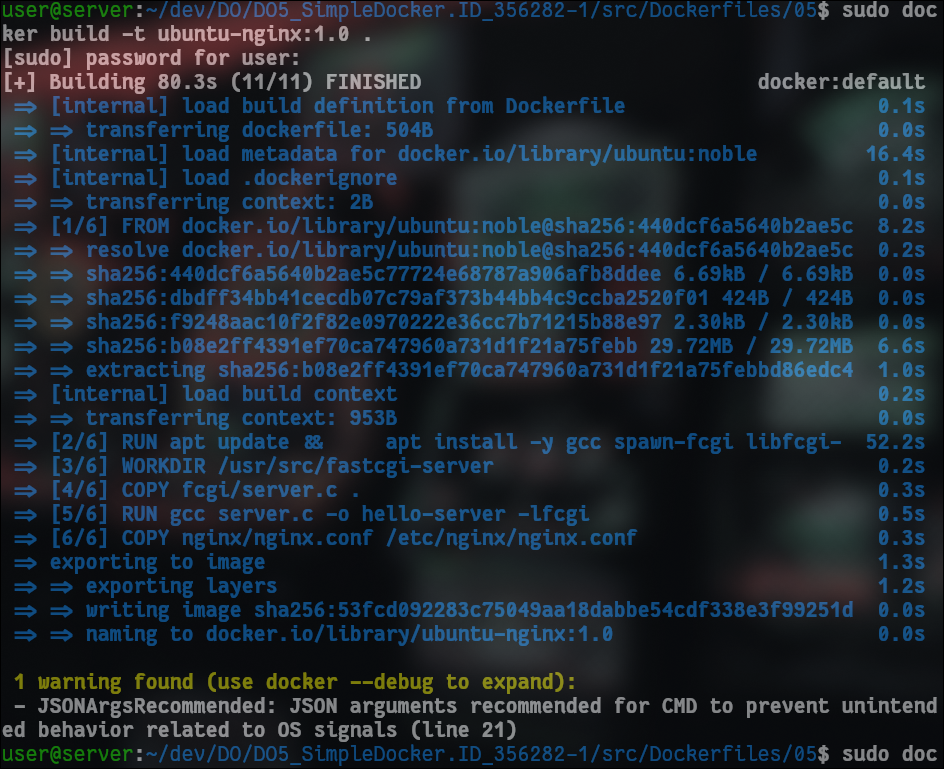 user@server:~/dev/DO/DO5_SimpleDocker.ID_356282-1/src/Dockerfiles/05$ sudo doc
ker build -t ubuntu-nginx:1.0 .
[sudo] password for user:
[+] Building 80.3s (11/11) FINISHED docker:default
=> [internal] load build definition from Dockerfile 0.1s
=> => transferring dockerfile: 504B 0.0s
=> [internal] load metadata for docker.io/library/ubuntu:noble 16.4s
=> [internal] load .dockerignore 0.1s
=> => transferring context: 2B 0.0s
=> [1/6] FROM docker.io/library/ubuntu:noble@sha256:440dcf6a5640b2ae5c 8.2s
=> => resolve docker.io/library/ubuntu:noble@sha256:440dcf6a5640b2ae5c 0.2s
=> => sha256:440dcf6a5640b2ae5c77724e68787a906afb8ddee 6.69kB / 6.69kB 0.0s
=> => sha256:dbdff34bb41cecdb07c79af373b44bb4c9ccba2520f01 424B / 424B 0.0s
=> => sha256:f9248aac10f2f82e0970222e36cc7b71215b88e97 2.30kB / 2.30kB 0.0s
=> => sha256:b08e2ff4391ef70ca747960a731d1f21a75febb 29.72MB / 29.72MB 6.6s
=> => extracting sha256:b08e2ff4391ef70ca747960a731d1f21a75febbd86edc4 1.0s
=> [internal] load build context 0.2s
=> => transferring context: 953B 0.0s
=> [2/6] RUN apt update && apt install -y gcc spawn-fcgi libfcgi- 52.2s
=> [3/6] WORKDIR /usr/src/fastcgi-server 0.2s
=> [4/6] COPY fcgi/server.c . 0.3s
=> [5/6] RUN gcc server.c -o hello-server -lfcgi 0.5s
=> [6/6] COPY nginx/nginx.conf /etc/nginx/nginx.conf 0.3s
=> exporting to image 1.3s
=> => exporting layers 1.2s
=> => writing image sha256:53fcd092283c75049aa18dabbe54cdf338e3f99251d 0.0s
=> => naming to docker.io/library/ubuntu-nginx:1.0 0.0s
1 warning found (use docker --debug to expand):
- JSONArgsRecommended: JSON arguments recommended for CMD to prevent unintend
ed behavior related to OS signals (line 21)
user@server:~/dev/DO/DO5_SimpleDocker.ID_356282-1/src/Dockerfiles/05$ sudo doc